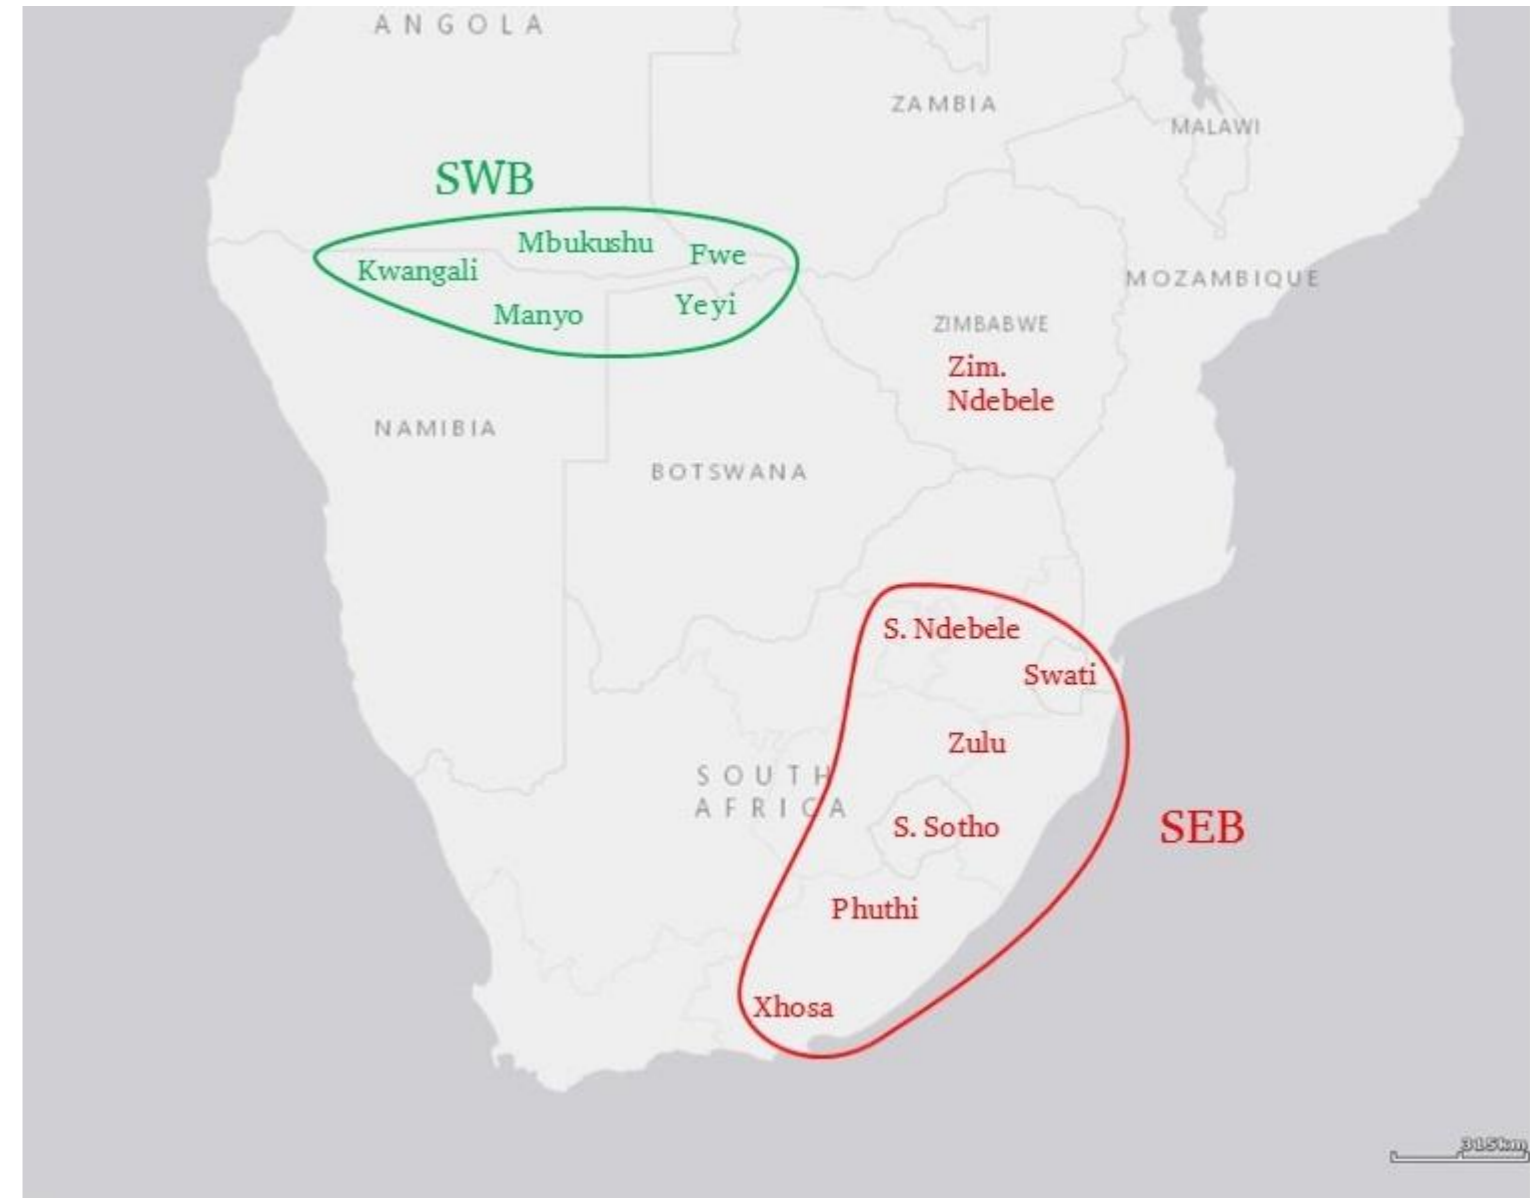 ANGOLA
ZAMBIA
MALAWI
SWB
Mbukushu
Fwe
Kwangali
MOZAMBIQUE
Yeyi
Manyo
ZIMBABWE
Zim.
Ndebele
NAMIBIA
BOTSWANA
S. Ndebele
Swati
Zulu
SOUTH
AFRICA
S. Sotho
SEB
Phuthi
Xhosa
315km